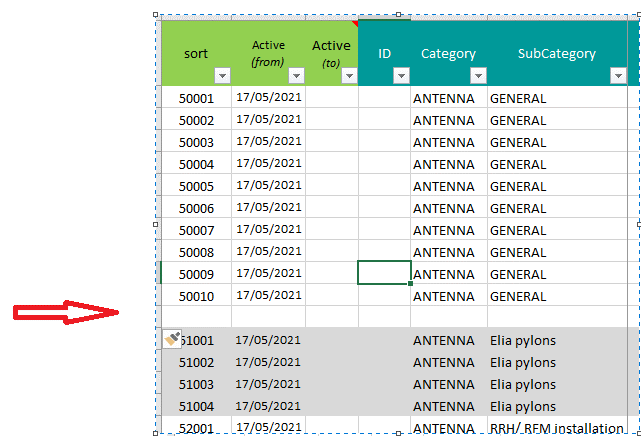 sort Active (from) Active (to) ID Category SubCategory
50001 17/05/2021 ANTENNA GENERAL
50002 17/05/2021 ANTENNA GENERAL
50003 17/05/2021 ANTENNA GENERAL
50004 17/05/2021 ANTENNA GENERAL
50005 17/05/2021 ANTENNA GENERAL
50006 17/05/2021 ANTENNA GENERAL
50007 17/05/2021 ANTENNA GENERAL
50008 17/05/2021 ANTENNA GENERAL
50009 17/05/2021 ANTENNA GENERAL
50010 17/05/2021 ANTENNA GENERAL
51001 17/05/2021 ANTENNA Elia pylons
51002 17/05/2021 ANTENNA Elia pylons
51003 17/05/2021 ANTENNA Elia pylons
51004 17/05/2021 ANTENNA Elia pylons
52001 17/05/2021 ANTENNA RRH/ RFM installation